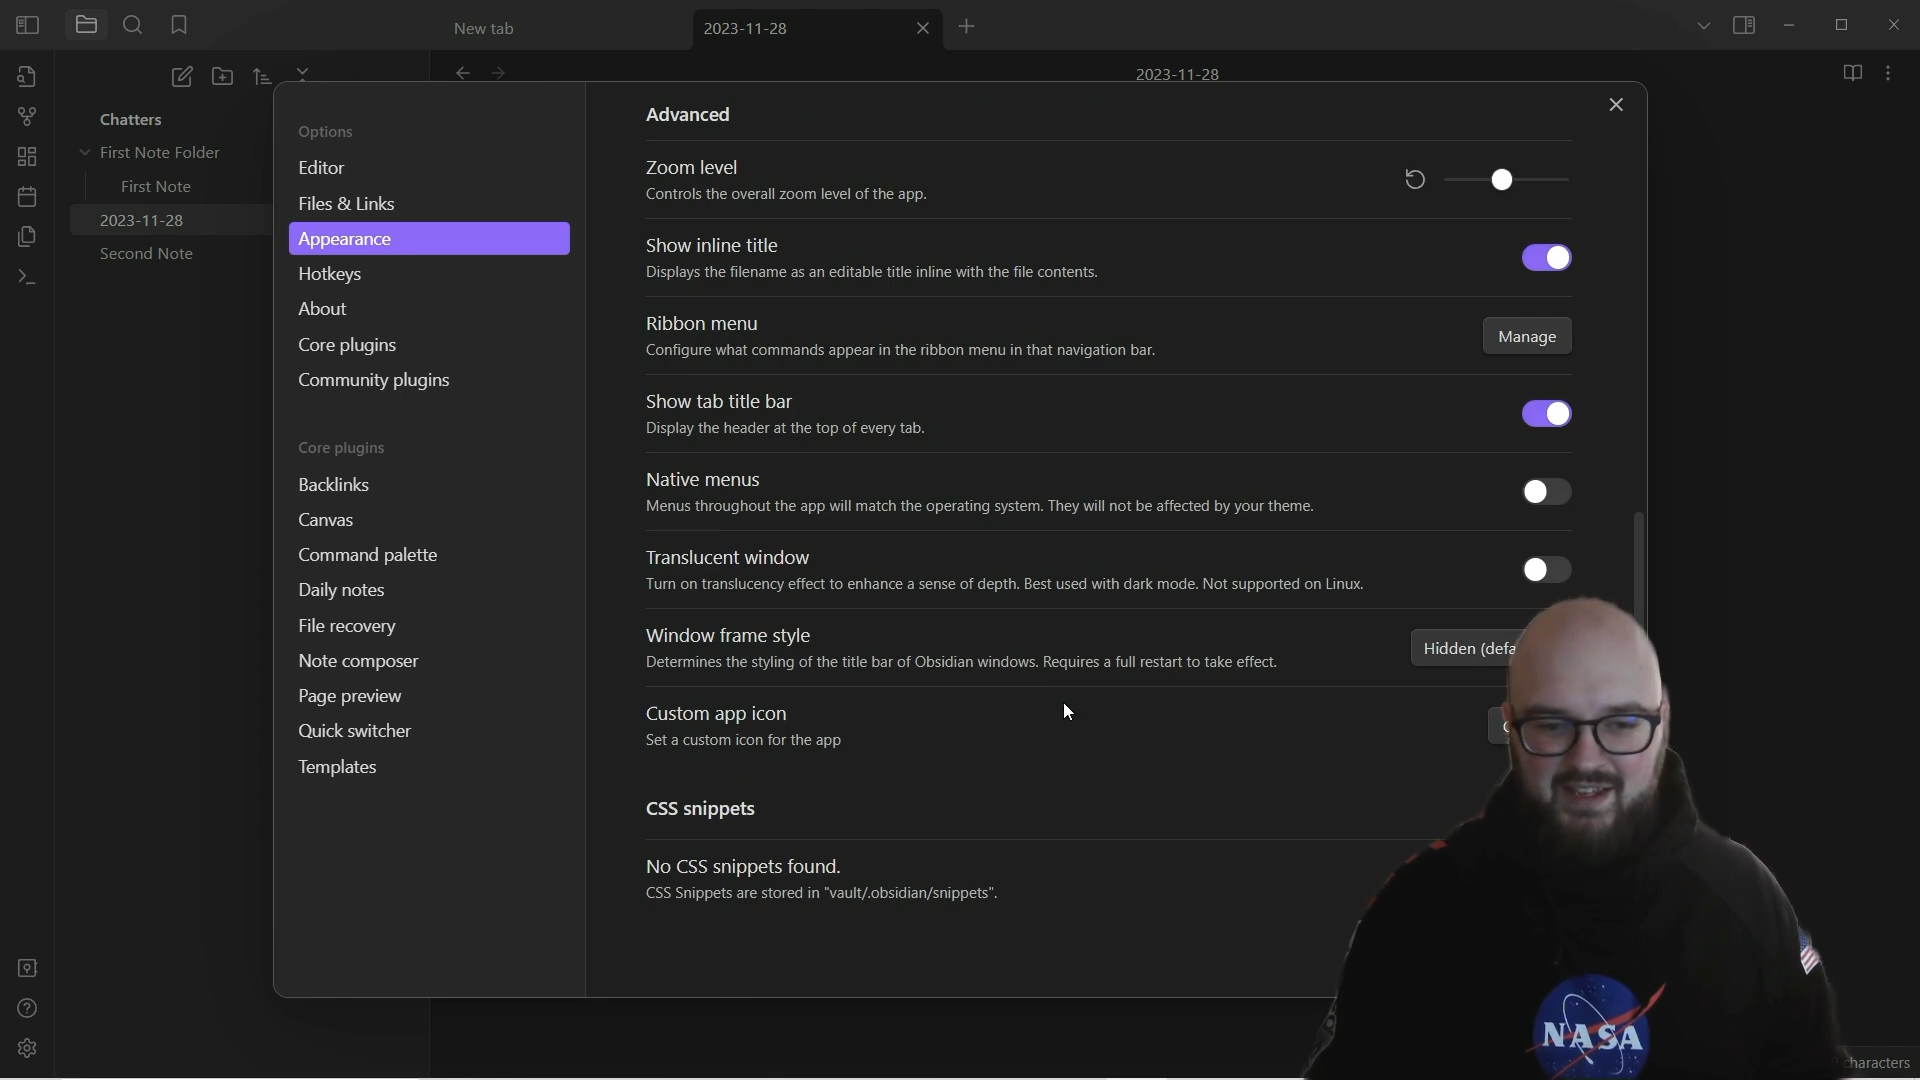 New tab
2023-11-28
2023-11-28
Chatters
First Note Folder
First Note
2023-11-28
Second Note
Options
Editor
Files & Links
Appearance
Hotkeys
About
Core plugins
Community plugins
Core plugins
Backlinks
Canvas
Command palette
Daily notes
File recovery
Note composer
Page preview
Quick switcher
Templates
Advanced
Zoom level
Controls the overall zoom level of the app.
Show inline title
Displays the filename as an editable title inline with the file contents.
Ribbon menu
Configure what commands appear in the ribbon menu in that navigation bar.
Manage
Show tab title bar
Display the header at the top of every tab.
Native menus
Menus throughout the app will match the operating system. They will not be affected by your theme.
Translucent window
Turn on translucency effect to enhance a sense of depth. Best used with dark mode. Not supported on Linux.
Window frame style
Determines the styling of the title bar of Obsidian windows. Requires a full restart to take effect.
Hidden (defa
Custom app icon
Set a custom icon for the app
CSS snippets
No CSS snippets found.
CSS Snippets are stored in "vault/.obsidian/snippets".
NASA
characters